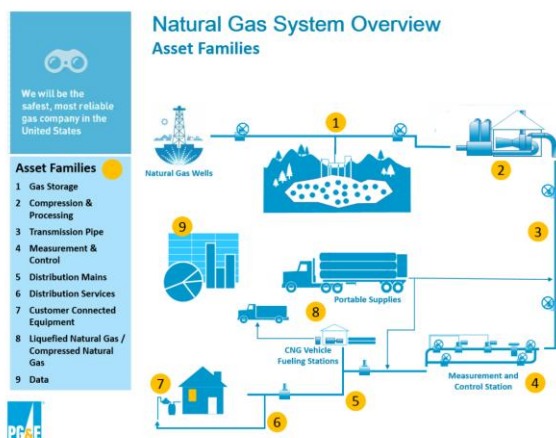 Natural Gas System Overview
Asset Families
We will be the
safest, most reliable
gas company in the
United States
Asset Families
1 Gas Storage
2 Compression &
Processing
3 Transmission Pipe
4 Measurement &
Control
5 Distribution Mains
6 Distribution Services
7 Customer Connected
Equipment
8 Liquefied Natural Gas /
Compressed Natural
Gas
9 Data
PG&E
Natural Gas Wells
1
2
3
9
Portable Supplies
8
CNG Vehicle
Fueling Stations
Measurement and
Control Station
4
7
5
6